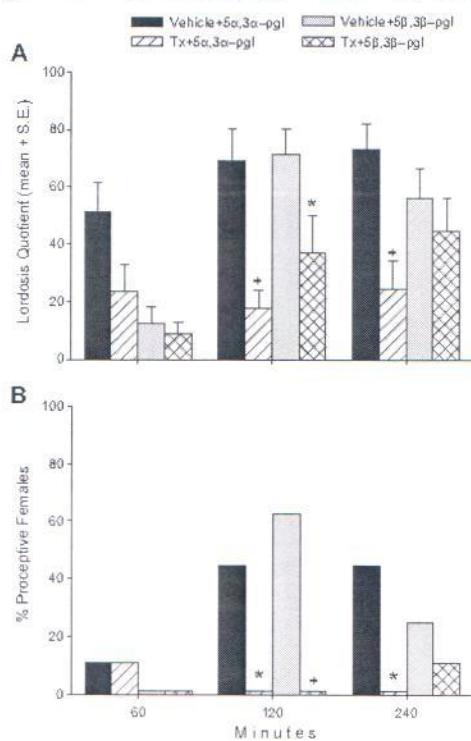 Vehicle+5α,3α–pgl
Vehicle+5β,3β–pgl
Tx+5α,3α–pgl
Tx+5β,3β–pgl
A
Lordosis Quotient (mean + S.E.)
100
80
60
40
20
0
+
*
+
B
% Proceptive Females
100
80
60
40
20
0
*
+
*
60
120
240
Minutes